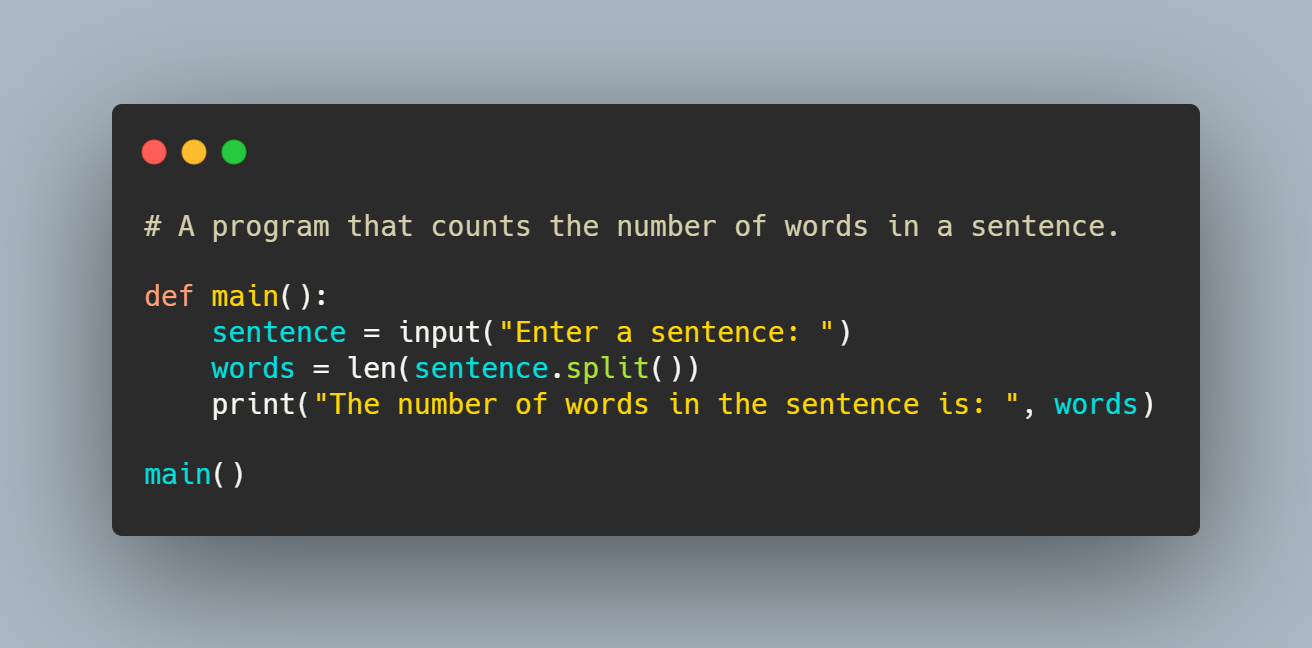 # A program that counts the number of words in a sentence.
def main():
    sentence = input("Enter a sentence: ")
    words = len(sentence.split())
    print("The number of words in the sentence is: ", words)
main()